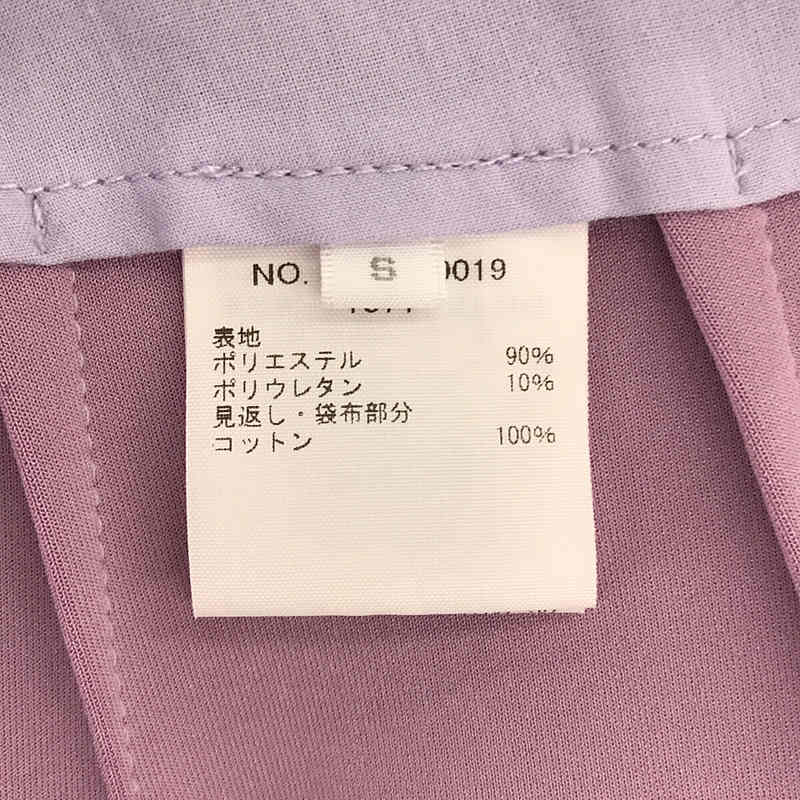 NO. S 0019
表地
ポリエステル 90%
ポリウレタン 10%
見返し・袋布部分
コットン 100%